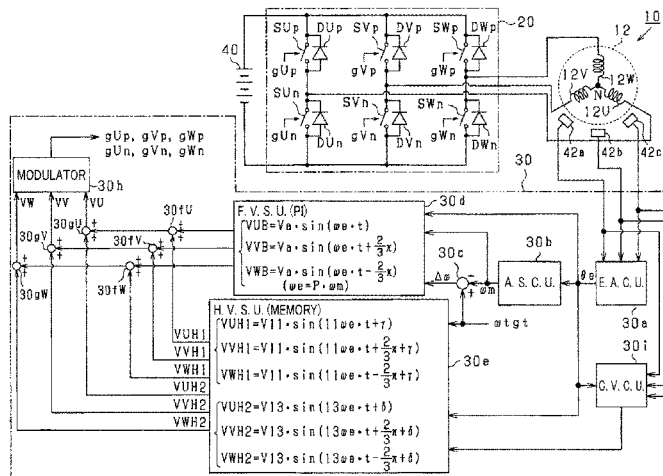 10
20
12
40
SUp
DUp
SVp
DVp
SWp
DWp
gUp
gVp
gWp
SUn
SVn
SWn
gUn
gVn
gWn
DUn
DVn
DWn
12V
12W
N
12U
42a
42b
42c
gUp, gVp, gWp
gUn, gVn, gWn
MODULATOR
30h
30
VW
VV
VU
30gU
30gV
30gW
30fU
30fV
30fW
30d
F.V.S.U.(PI)
VUB=Va·sin(ωe·t)
VVB=Va·sin(ωe·t+2/3π)
VWB=Va·sin(ωe·t-2/3π)
(ωe=P·ωm)
30c
Δω
ωm
ωtgt
30b
A.S.C.U.
θe
E.A.C.U.
30a
30i
C.V.C.U.
30e
H.V.S.U.(MEMORY)
VUH1=V11·sin(11ωe·t+γ)
VVH1=V11·sin(11ωe·t+2/3π+γ)
VWH1=V11·sin(11ωe·t-2/3π+γ)
VUH2=V13·sin(13ωe·t+δ)
VVH2=V13·sin(13ωe·t+2/3π+δ)
VWH2=V13·sin(13ωe·t-2/3π+δ)
VUH1
VVH1
VWH1
VUH2
VVH2
VWH2